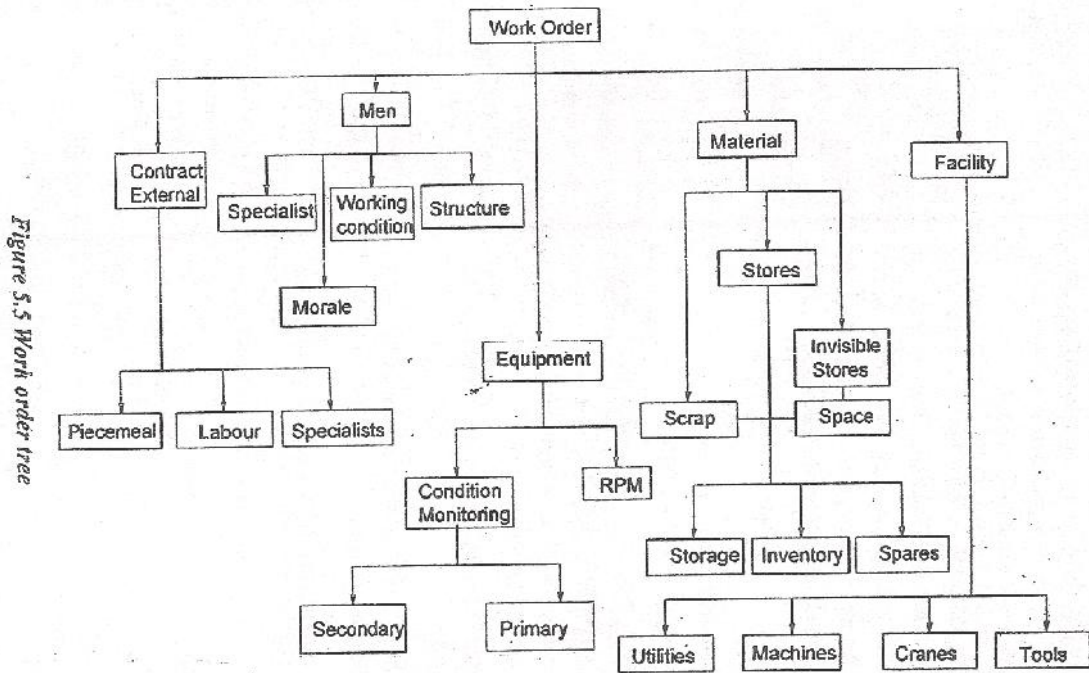 Work Order
Men
Material
Contract
External
Facility
Specialist
Working
condition
Structure
Stores
Morale
Equipment
Invisible
Stores
Piecemeal
Labour
Specialists
Scrap
Space
Condition
Monitoring
RPM
Storage
Inventory
Spares
Secondary
Primary
Utilities
Machines
Cranes
Tools
Figure 5.5 Work order tree